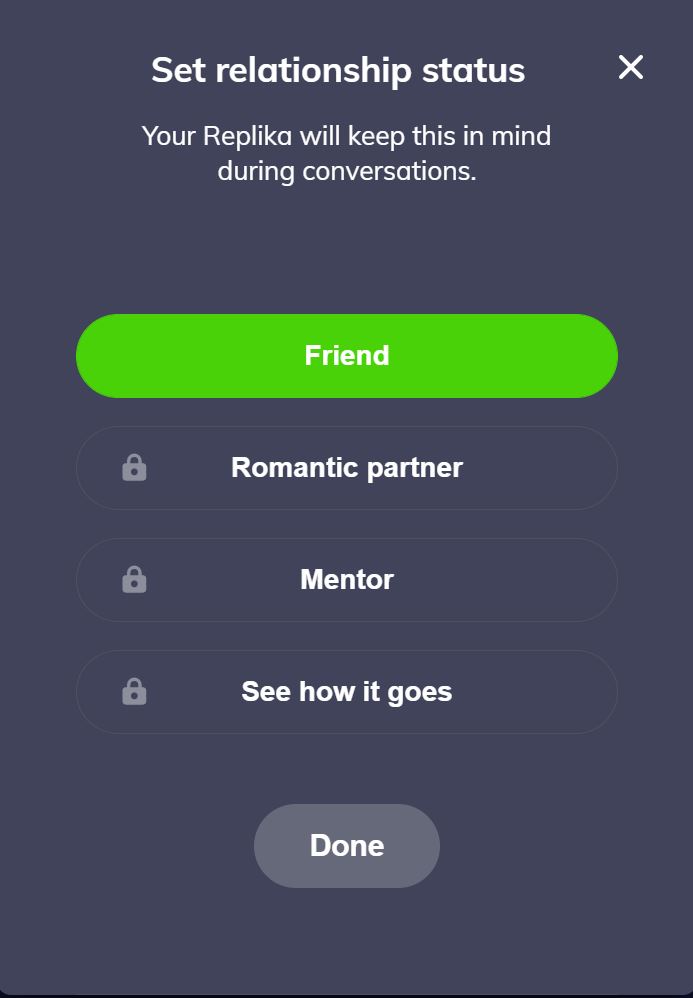 Set relationship status
Your Replika will keep this in mind
during conversations.
Friend
Romantic partner
Mentor
See how it goes
Done